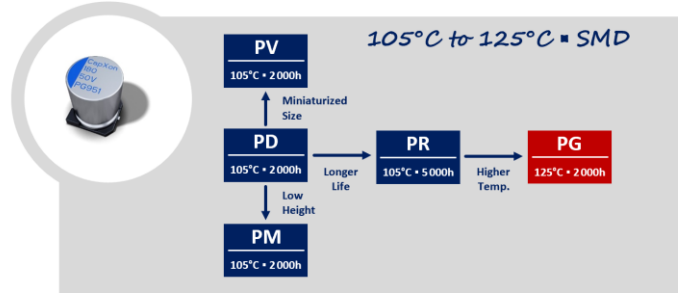 105°C to 125°C ▪ SMD
CapXon
180
50V
PG951
PV
105°C • 2000h
Miniaturized
Size
PD
105°C • 2000h
Longer
Life
PR
105°C • 5000h
Higher
Temp.
PG
125°C • 2000h
Low
Height
PM
105°C • 2000h